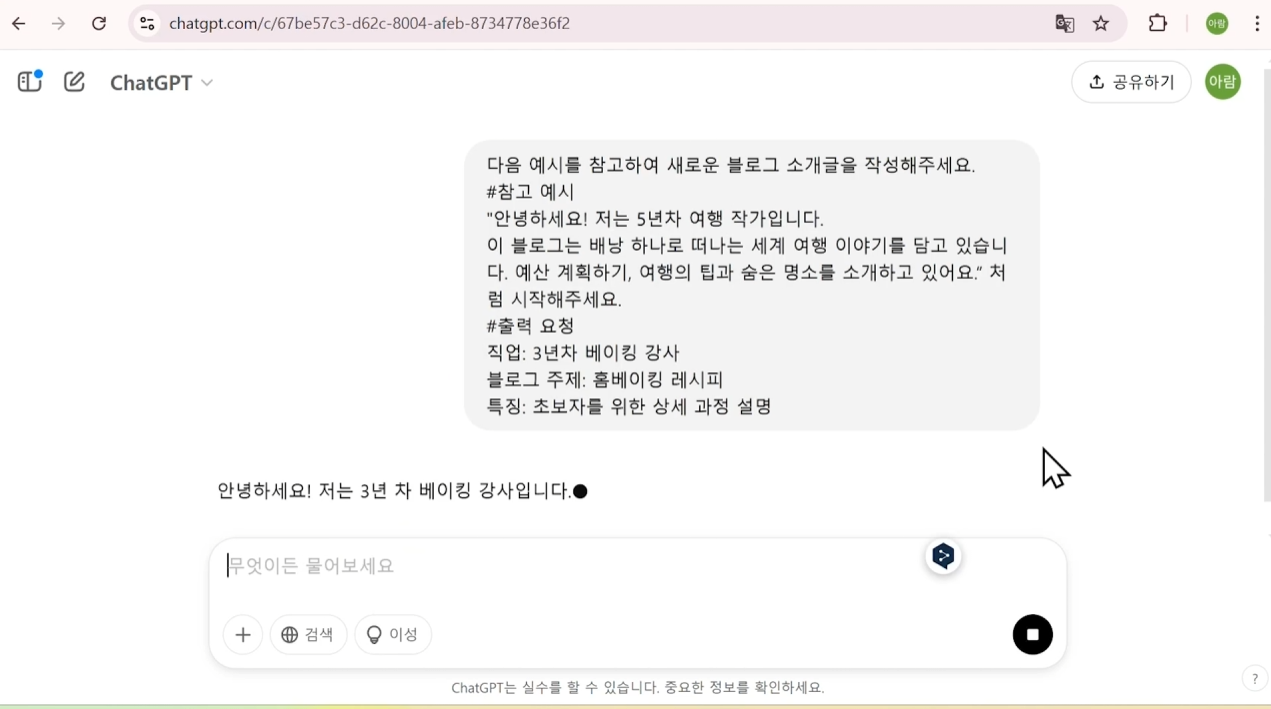 chatgpt.com/c/67be57c3-d62c-8004-afeb-8734778e36f2
아람
ChatGPT
공유하기
아람
다음 예시를 참고하여 새로운 블로그 소개글을 작성해주세요.
#참고 예시
"안녕하세요! 저는 5년차 여행 작가입니다.
이 블로그는 배낭 하나로 떠나는 세계 여행 이야기를 담고 있습니
다. 예산 계획하기, 여행의 팁과 숨은 명소를 소개하고 있어요.“ 처
럼 시작해주세요.
#출력 요청
직업: 3년차 베이킹 강사
블로그 주제: 홈베이킹 레시피
특징: 초보자를 위한 상세 과정 설명
안녕하세요! 저는 3년 차 베이킹 강사입니다.
무엇이든 물어보세요
검색
이성
ChatGPT는 실수를 할 수 있습니다. 중요한 정보를 확인하세요.
?